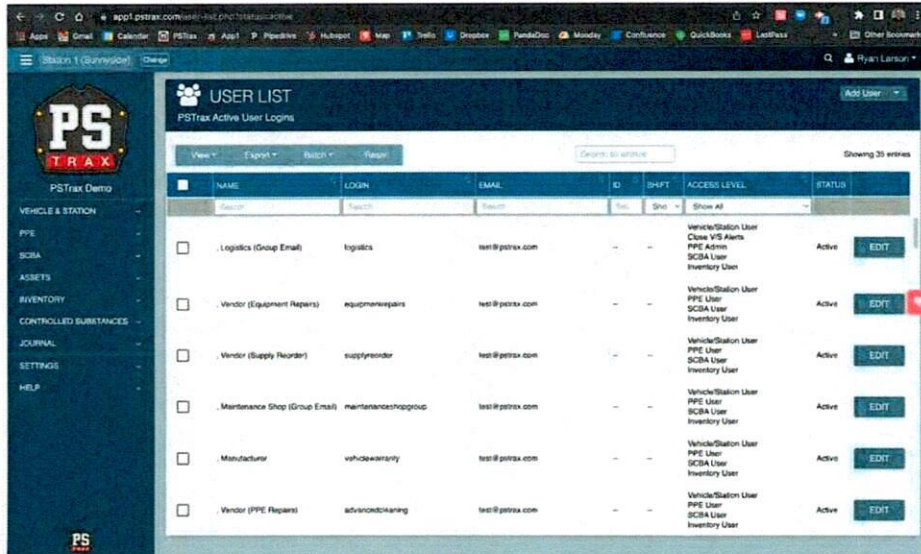 app1.pstrax.com/user-list.php?status=active
Apps Gmail Calendar PSTrax App1 Pipedrive Hubspot Map Trello Dropbox PandaDoc Monday Confluence QuickBooks LastPass Other Bookmark
Station 1 (Sunnyside) Change Ryan Larson
PS
TRAX
PSTrax Demo
VEHICLE & STATION
PPE
SCBA
ASSETS
INVENTORY
CONTROLLED SUBSTANCES
JOURNAL
SETTINGS
HELP
PS
TRAX
USER LIST Add User
PSTrax Active User Logins
View Export Batch Reset Showing 35 entries
NAME LOGIN EMAIL ID SHIFT ACCESS LEVEL STATUS
Search Search Search Sho Show All
. Logistics (Group Email) logistics test@pstrax.com -- -- Vehicle/Station User Active EDIT
Close V/S Alerts
PPE Admin
SCBA User
Inventory User
. Vendor (Equipment Repairs) equipmentrepairs test@pstrax.com -- -- Vehicle/Station User Active EDIT
PPE User
SCBA User
Inventory User
. Vendor (Supply Reorder) supplyreorder test@pstrax.com -- -- Vehicle/Station User Active EDIT
PPE User
SCBA User
Inventory User
. Maintenance Shop (Group Email) maintenanceshopgroup test@pstrax.com -- -- Vehicle/Station User Active EDIT
PPE User
SCBA User
Inventory User
. Manufacturer vehiclewarranty test@pstrax.com -- -- Vehicle/Station User Active EDIT
PPE User
SCBA User
Inventory User
. Vendor (PPE Repairs) advancedcleaning test@pstrax.com -- -- Vehicle/Station User Active EDIT
PPE User
SCBA User
Inventory User